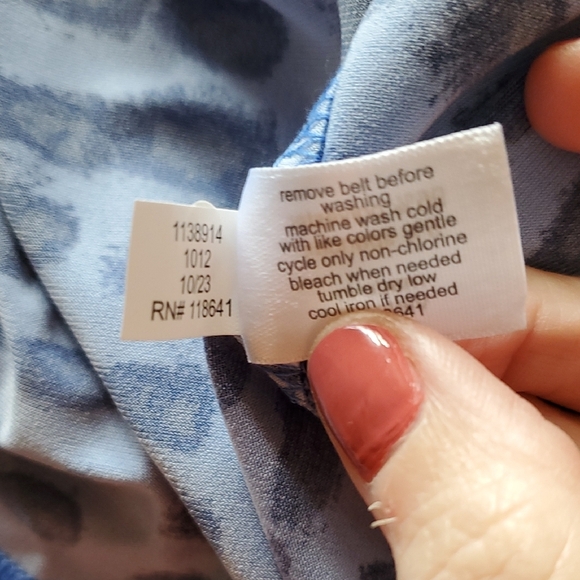 1138914
1012
10/23
RN# 118641
remove belt before
washing
machine wash cold
with like colors gentle
cycle only non-chlorine
bleach when needed
tumble dry low
cool iron if needed
8641